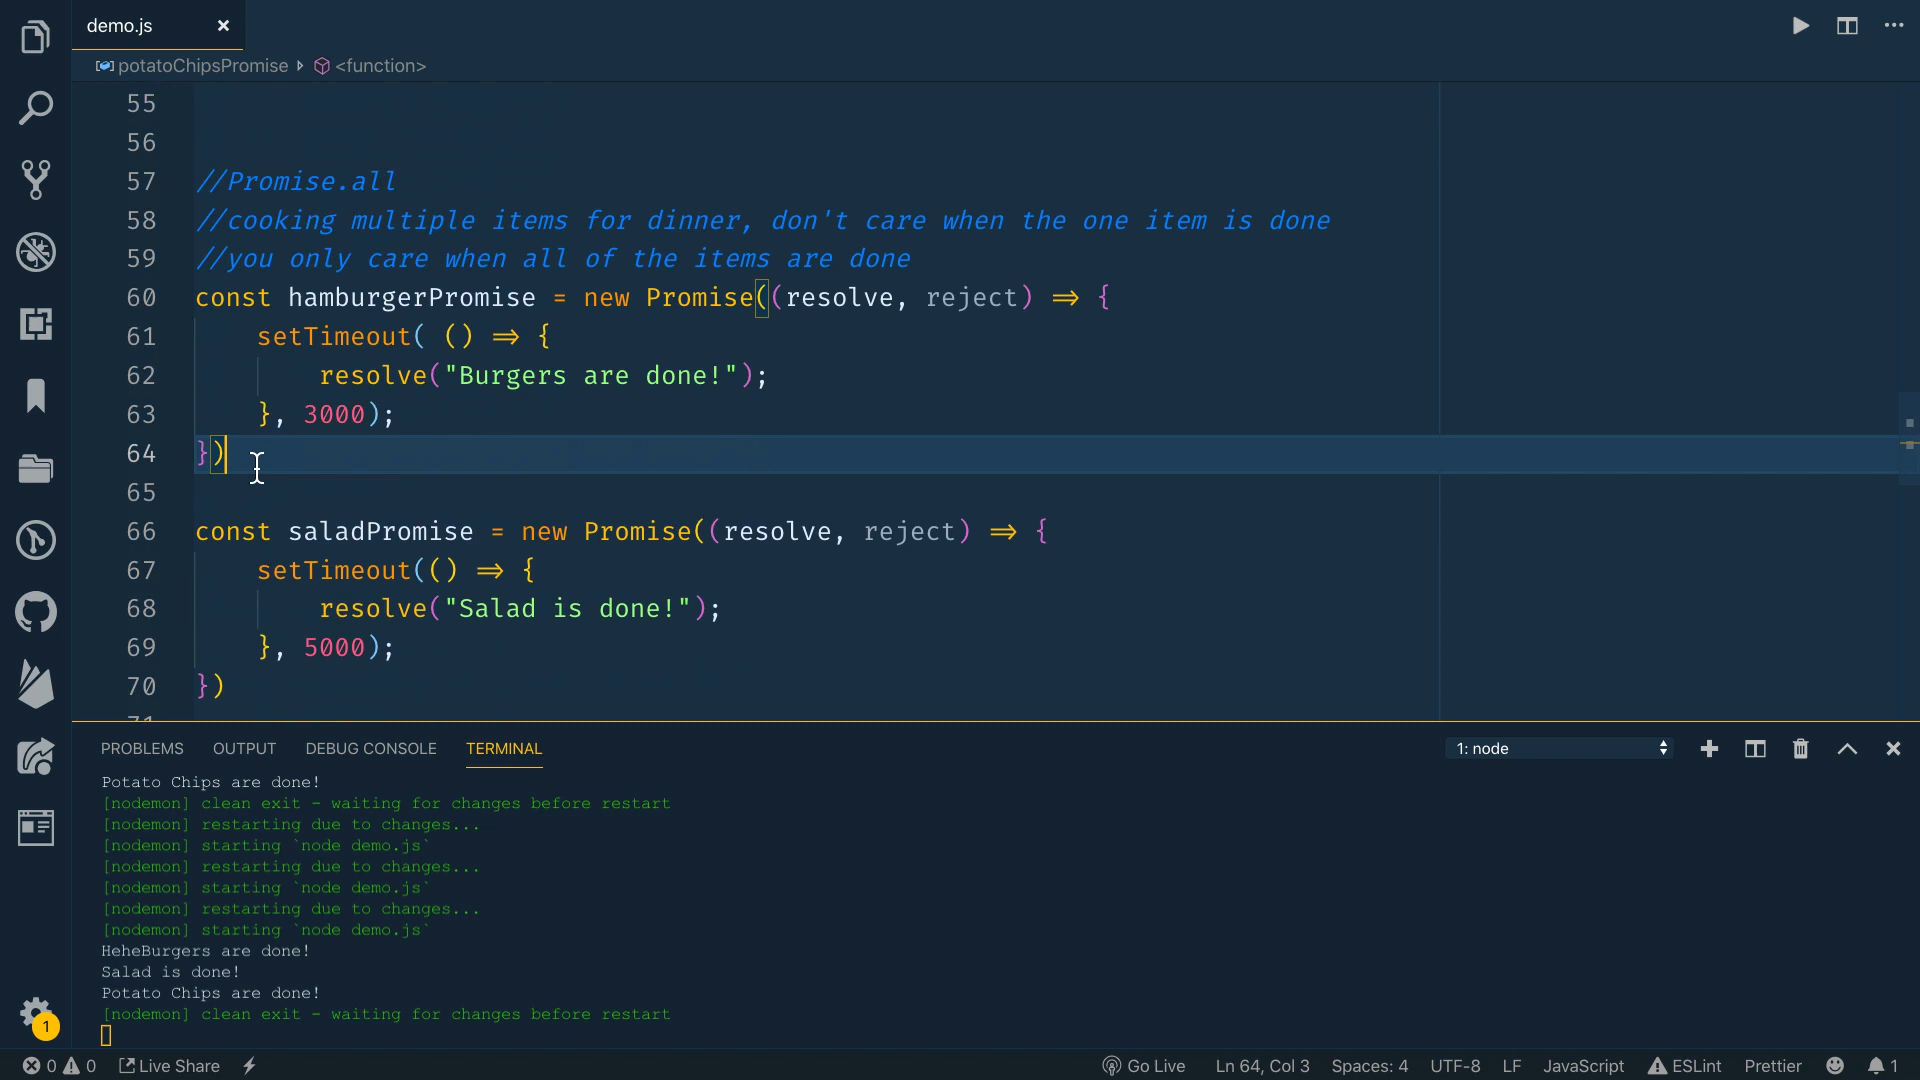 demo.js
potatoChipsPromise <function>
55
56
57 //Promise.all
58 //cooking multiple items for dinner, don't care when the one item is done
59 //you only care when all of the items are done
60 const hamburgerPromise = new Promise((resolve, reject) => {
61 setTimeout( () => {
62 resolve("Burgers are done!");
63 }, 3000);
64 })
65
66 const saladPromise = new Promise((resolve, reject) => {
67 setTimeout(() => {
68 resolve("Salad is done!");
69 }, 5000);
70 })
71
PROBLEMS OUTPUT DEBUG CONSOLE TERMINAL 1: node
Potato Chips are done!
[nodemon] clean exit - waiting for changes before restart
[nodemon] restarting due to changes...
[nodemon] starting `node demo.js`
[nodemon] restarting due to changes...
[nodemon] starting `node demo.js`
[nodemon] restarting due to changes...
[nodemon] starting `node demo.js`
HeheBurgers are done!
Salad is done!
Potato Chips are done!
[nodemon] clean exit - waiting for changes before restart
1
0 0 Live Share Go Live Ln 64, Col 3 Spaces: 4 UTF-8 LF JavaScript ESLint Prettier 1